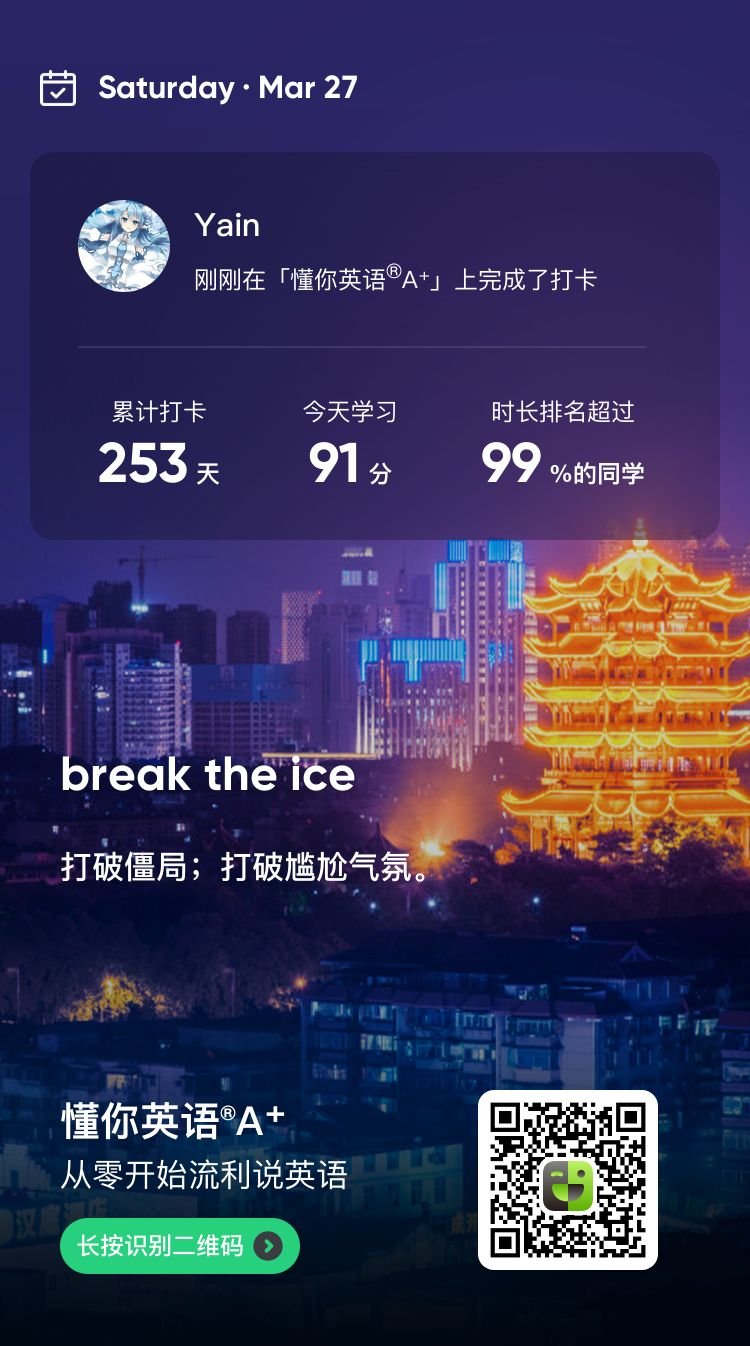 Saturday · Mar 27
Yain
刚刚在「懂你英语®A⁺」上完成了打卡
累计打卡 今天学习 时长排名超过
253 天 91 分 99 %的同学
break the ice
打破僵局；打破尴尬气氛。
懂你英语®A⁺
从零开始流利说英语
长按识别二维码